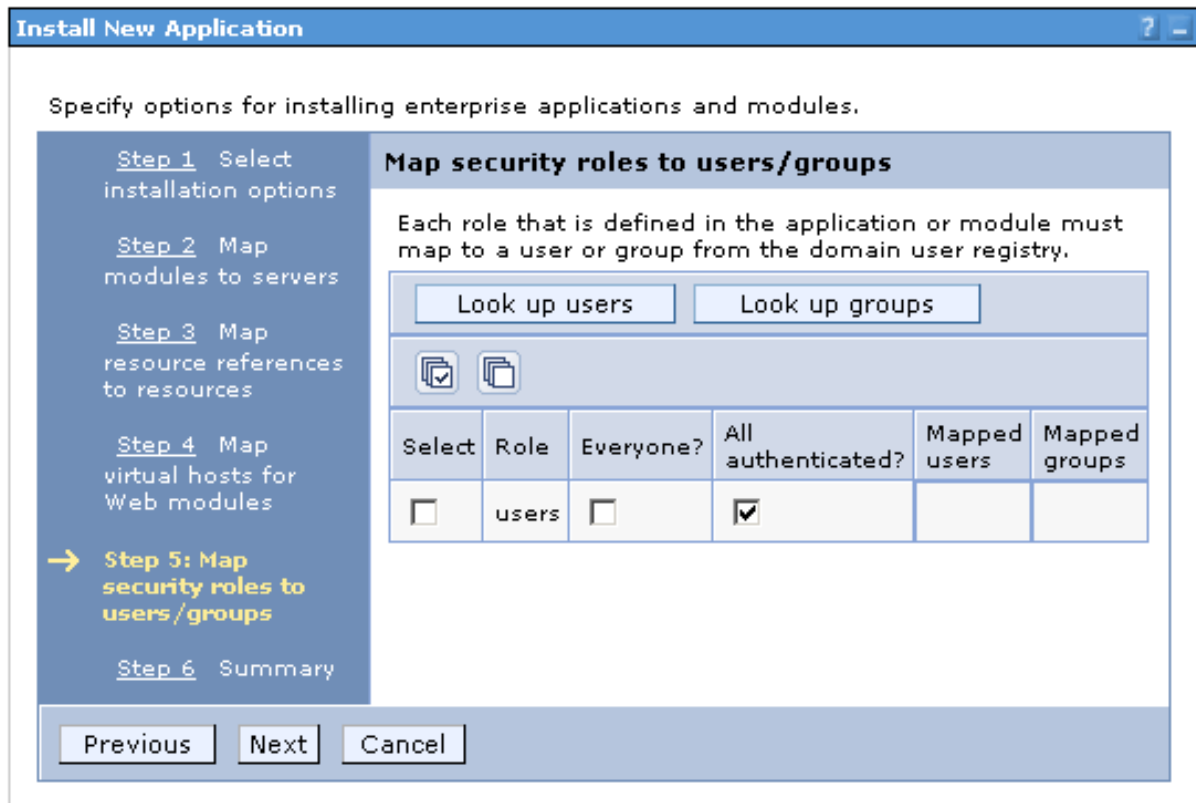 Install New Application
?
Specify options for installing enterprise applications and modules.
Step 1 Select
installation options
Step 2 Map
modules to servers
Step 3 Map
resource references
to resources
Step 4 Map
virtual hosts for
Web modules
Step 5: Map
security roles to
users/groups
Step 6 Summary
Map security roles to users/groups
Each role that is defined in the application or module must
map to a user or group from the domain user registry.
Look up users Look up groups
Select Role Everyone? All authenticated? Mapped users Mapped groups
users
Previous Next Cancel